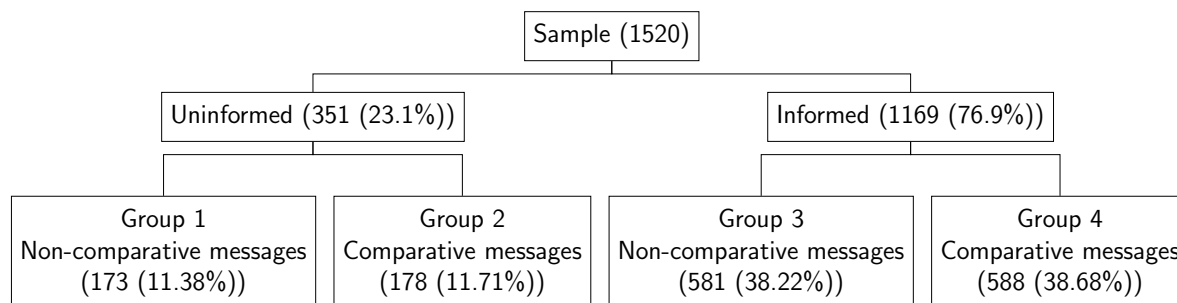 Sample (1520)
Uninformed (351 (23.1%))
Informed (1169 (76.9%))
Group 1
Non-comparative messages
(173 (11.38%))
Group 2
Comparative messages
(178 (11.71%))
Group 3
Non-comparative messages
(581 (38.22%))
Group 4
Comparative messages
(588 (38.68%))